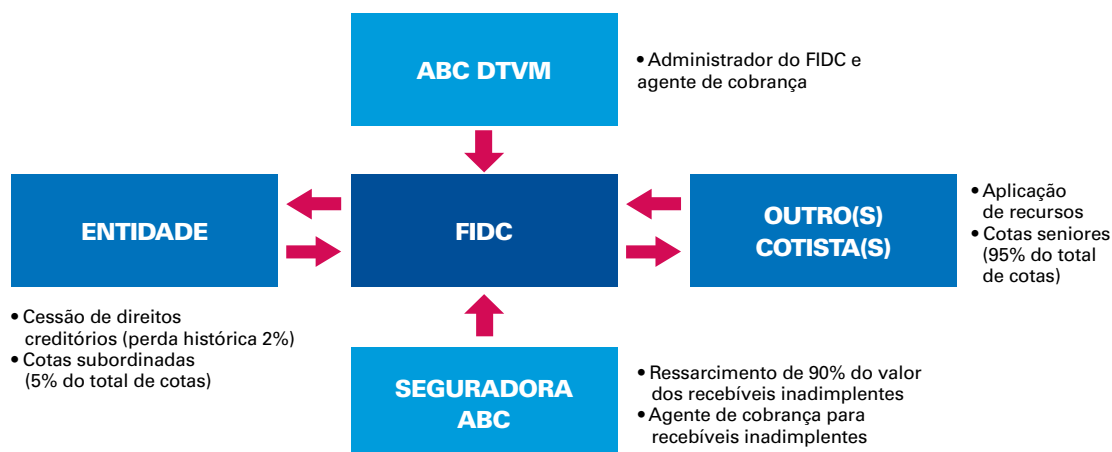 ABC DTVM
• Administrador do FIDC e
agente de cobrança
ENTIDADE
FIDC
OUTRO(S)
COTISTA(S)
• Aplicação
de recursos
• Cotas seniores
(95% do total
de cotas)
• Cessão de direitos
creditórios (perda histórica 2%)
• Cotas subordinadas
(5% do total de cotas)
SEGURADORA
ABC
• Ressarcimento de 90% do valor
dos recebíveis inadimplentes
• Agente de cobrança para
recebíveis inadimplentes